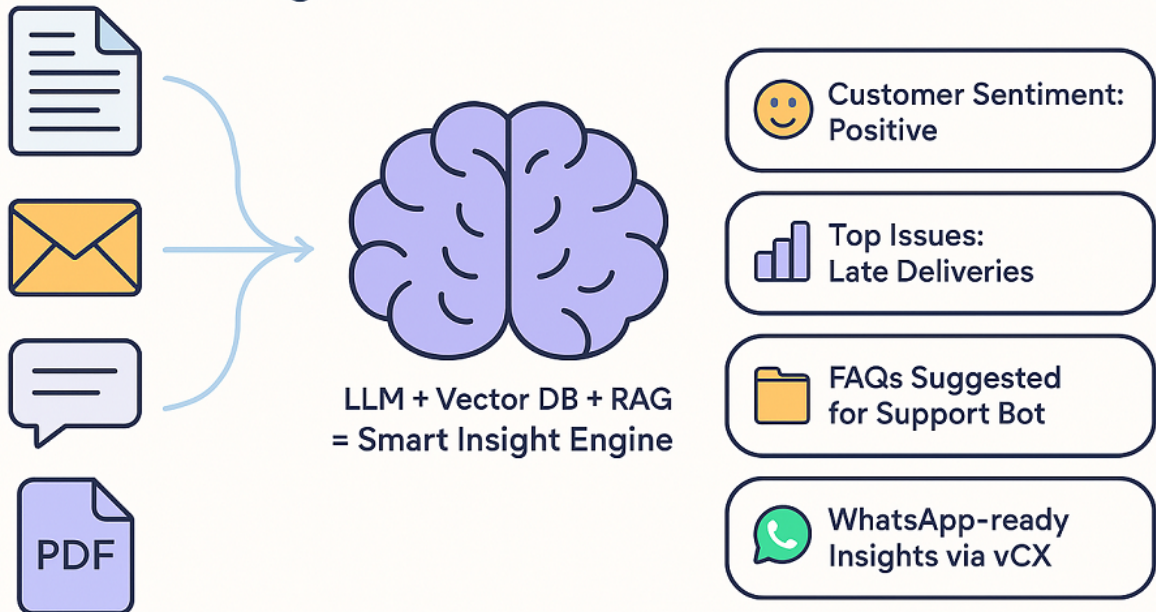 PDF
LLM + Vector DB + RAG
= Smart Insight Engine
Customer Sentiment:
Positive
Top Issues:
Late Deliveries
FAQs Suggested
for Support Bot
WhatsApp-ready
Insights via vCX